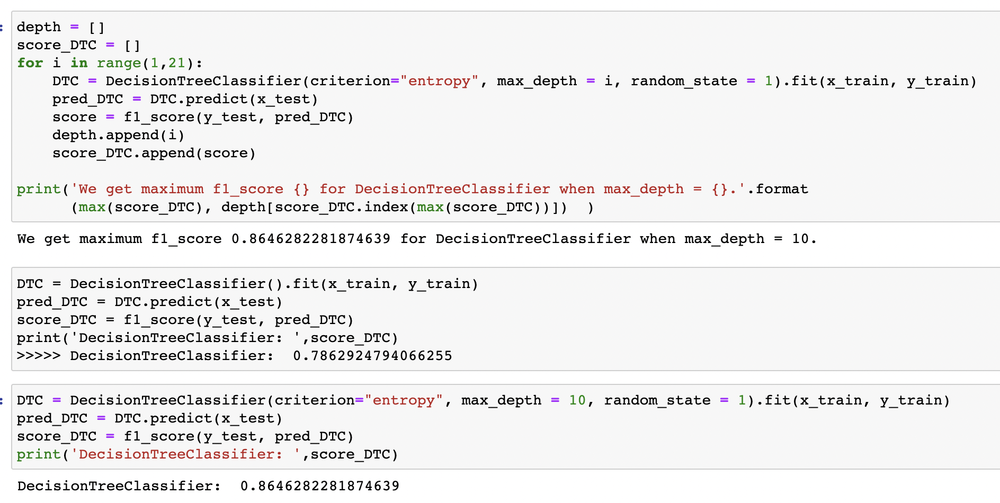 depth = []
score_DTC = []
for i in range(1,21):
    DTC = DecisionTreeClassifier(criterion="entropy", max_depth = i, random_state = 1).fit(x_train, y_train)
    pred_DTC = DTC.predict(x_test)
    score = f1_score(y_test, pred_DTC)
    depth.append(i)
    score_DTC.append(score)

print('We get maximum f1_score {} for DecisionTreeClassifier when max_depth = {}.'.format
      (max(score_DTC), depth[score_DTC.index(max(score_DTC))])  )
We get maximum f1_score 0.8646282281874639 for DecisionTreeClassifier when max_depth = 10.
DTC = DecisionTreeClassifier().fit(x_train, y_train)
pred_DTC = DTC.predict(x_test)
score_DTC = f1_score(y_test, pred_DTC)
print('DecisionTreeClassifier: ',score_DTC)
>>>>> DecisionTreeClassifier:  0.7862924794066255
DTC = DecisionTreeClassifier(criterion="entropy", max_depth = 10, random_state = 1).fit(x_train, y_train)
pred_DTC = DTC.predict(x_test)
score_DTC = f1_score(y_test, pred_DTC)
print('DecisionTreeClassifier: ',score_DTC)
DecisionTreeClassifier:  0.8646282281874639